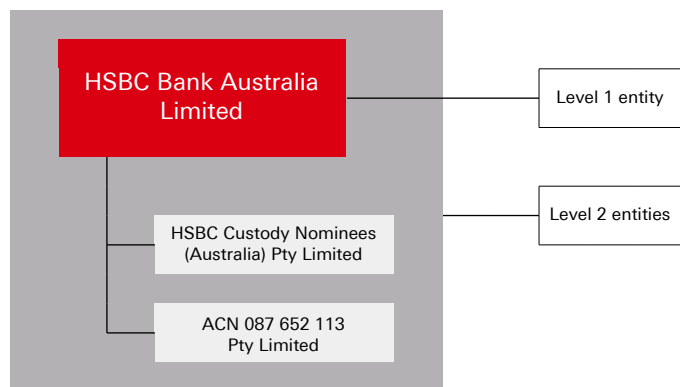 HSBC Bank Australia
Limited
Level 1 entity
Level 2 entities
HSBC Custody Nominees
(Australia) Pty Limited
ACN 087 652 113
Pty Limited